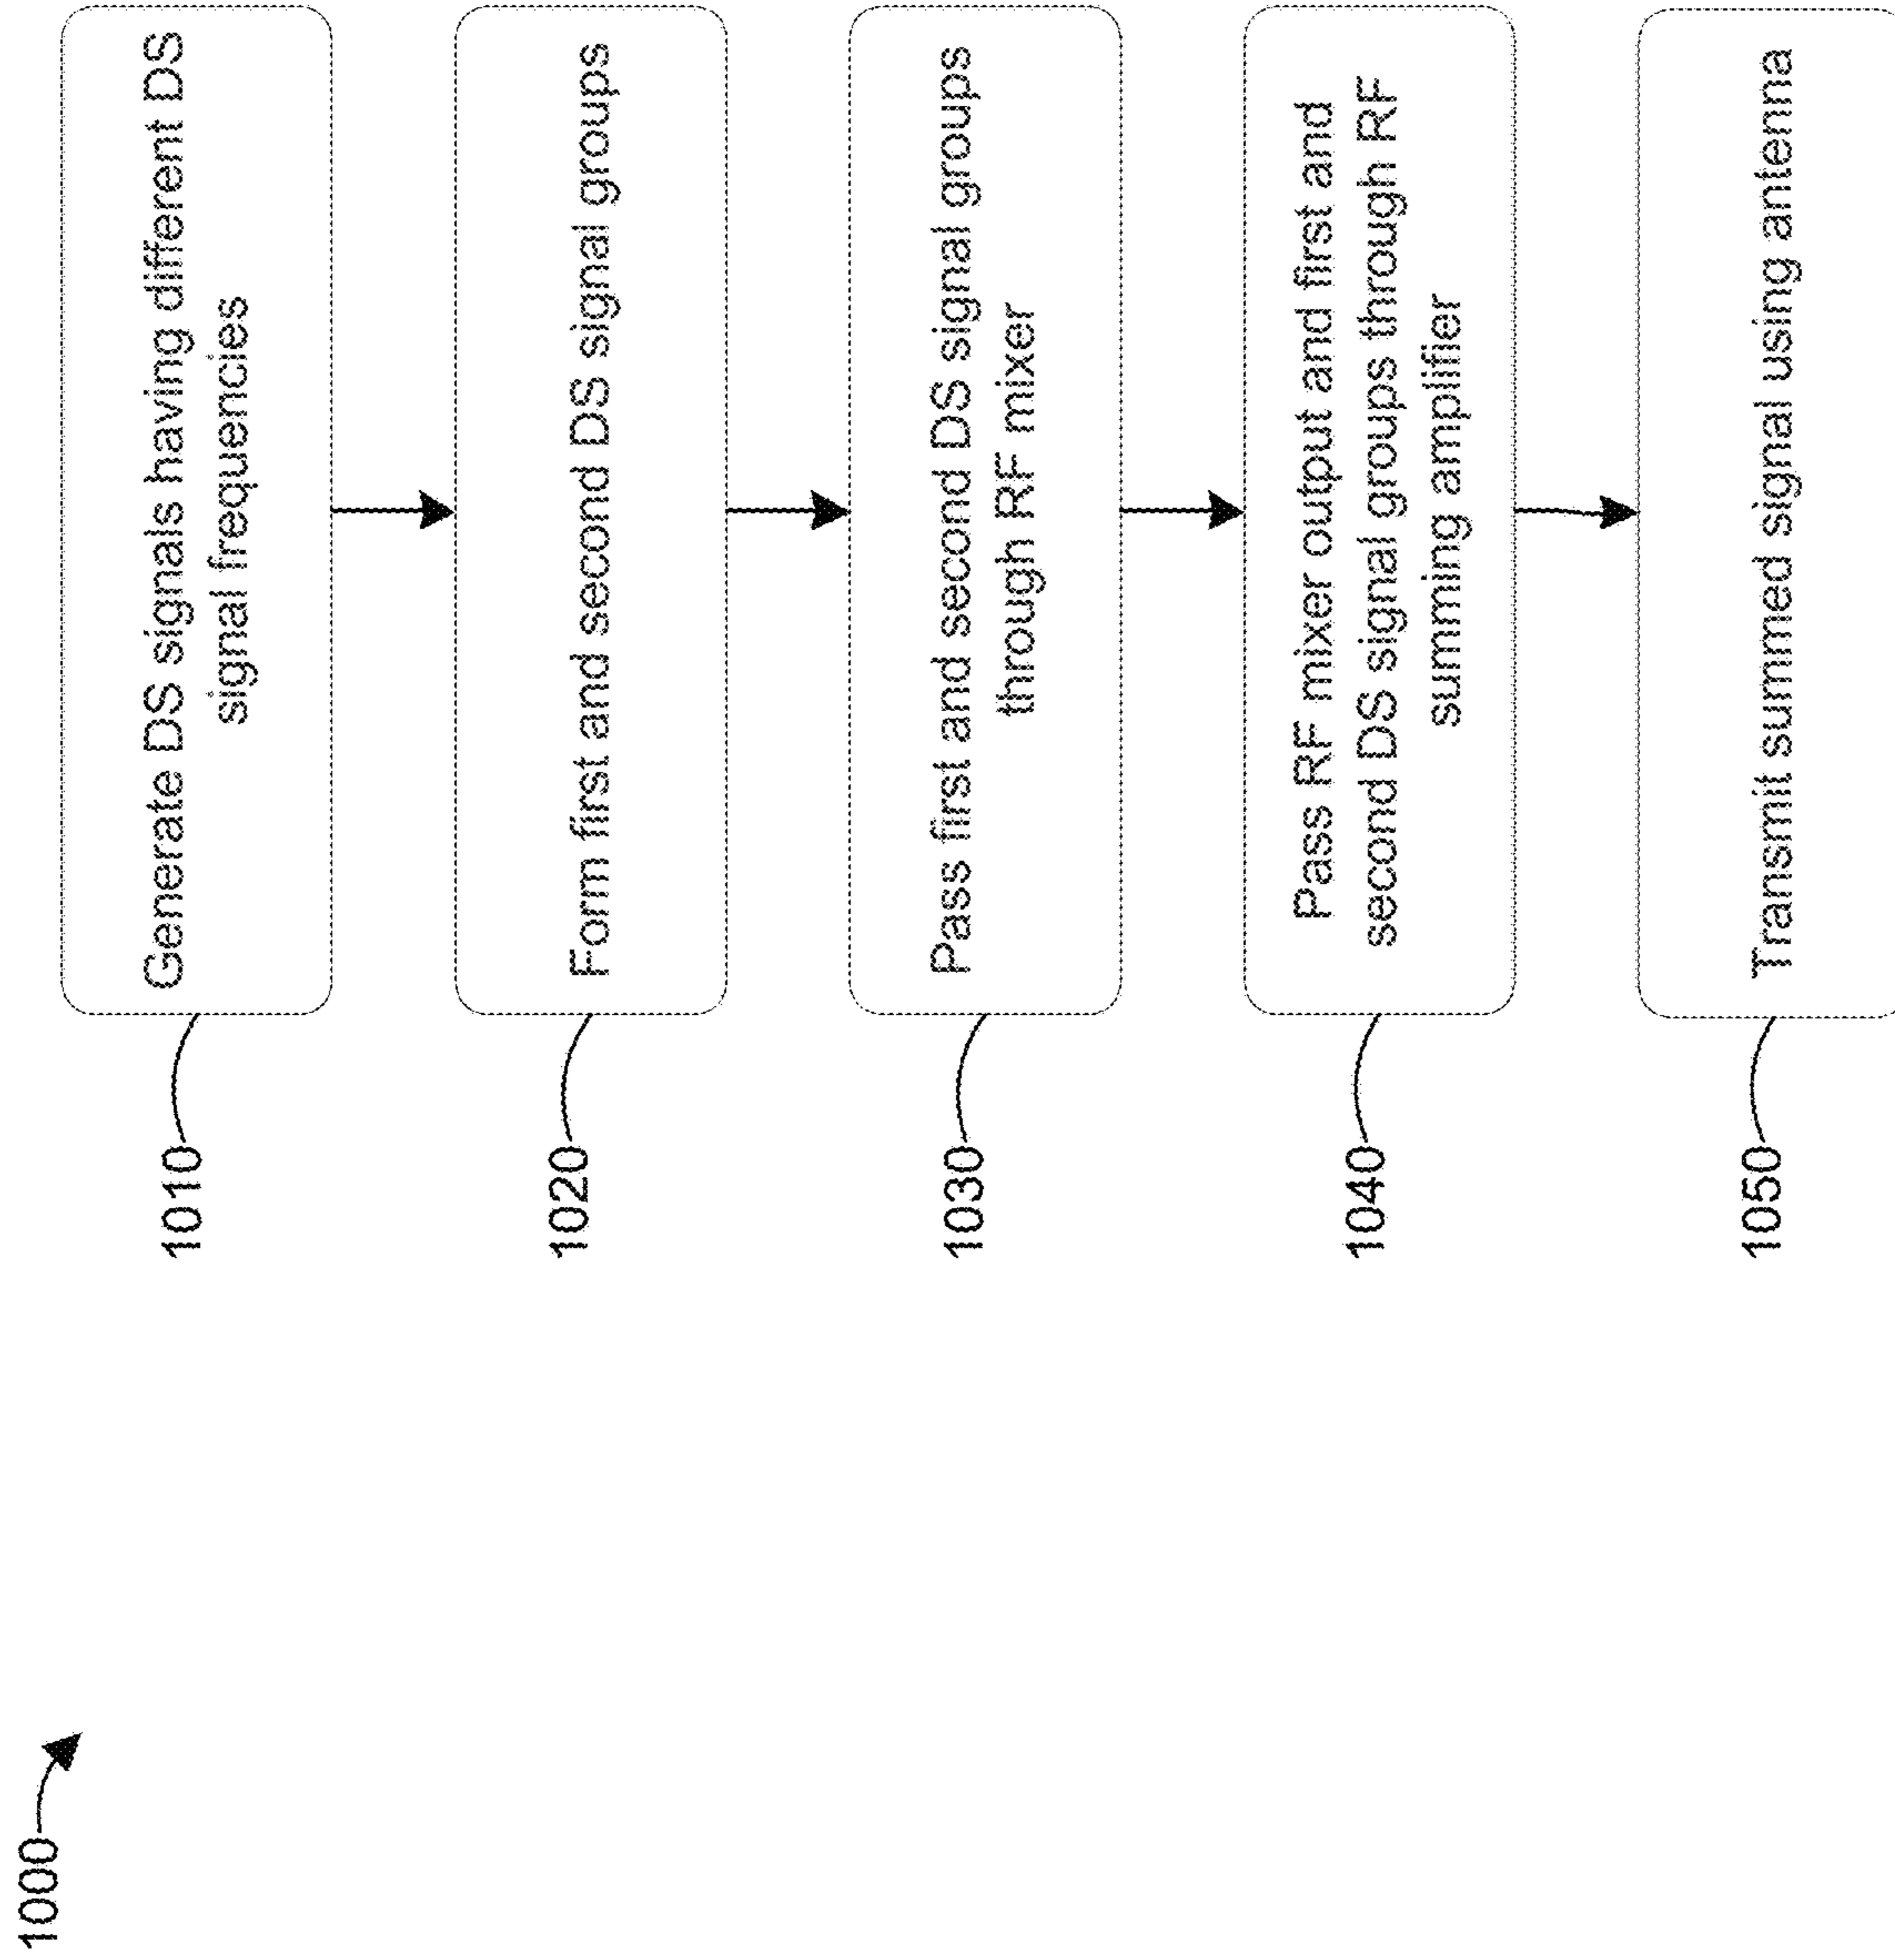 1000
1010
Generate DS signals having different DS
signal frequencies
1020
Form first and second DS signal groups
1030
Pass first and second DS signal groups
through RF mixer
1040
Pass RF mixer output and first and
second DS signal groups through RF
summing amplifier
1050
Transmit summed signal using antenna